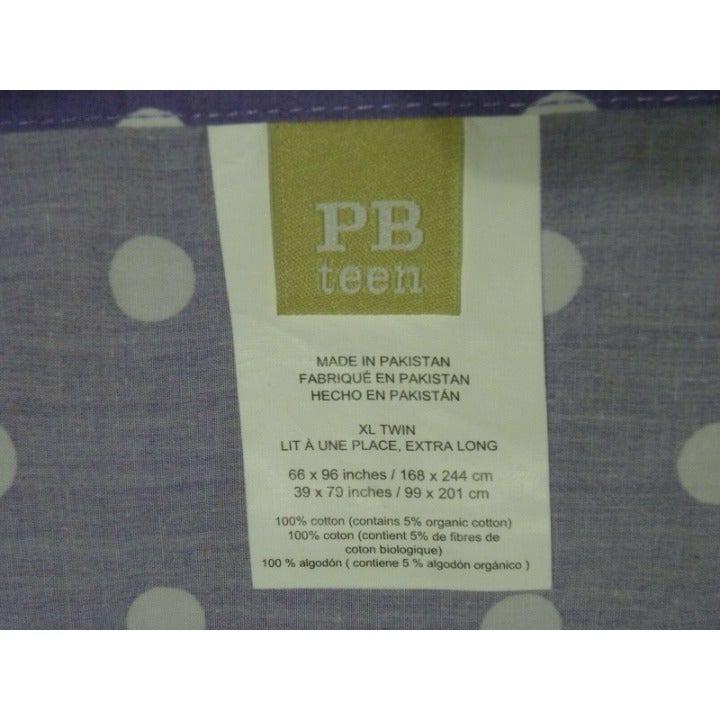 PB
teen
MADE IN PAKISTAN
FABRIQUÉ EN PAKISTAN
HECHO EN PAKISTÁN
XL TWIN
LIT À UNE PLACE, EXTRA LONG
66 x 96 inches / 168 x 244 cm
39 x 79 inches / 99 x 201 cm
100% cotton (contains 5% organic cotton)
100% coton (contient 5% de fibres de
coton biologique)
100 % algodón ( contiene 5 % algodón orgánico )